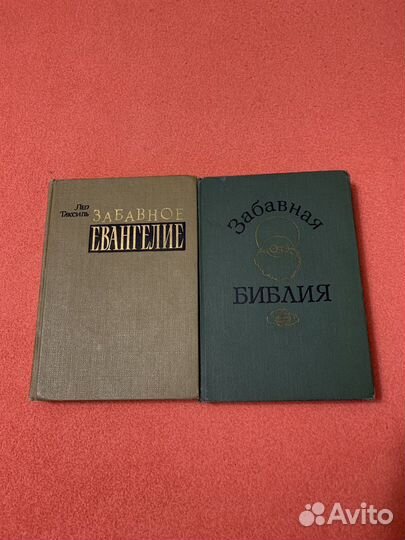 Лео
Таксиль
ЗАБАВНОЕ
ЕВАНГЕЛИЕ
Забавная
БИБЛИЯ
Avito